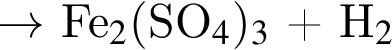 → Fe₂(SO₄)₃ + H₂